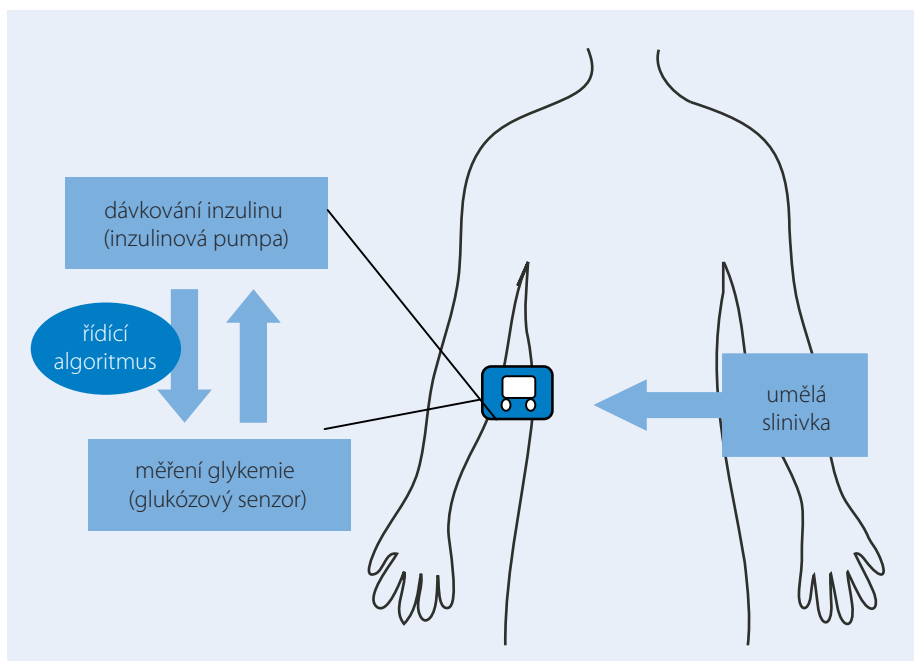 dávkování inzulinu
(inzulinová pumpa)
řídící
algoritmus
měření glykemie
(glukózový senzor)
umělá
slinivka